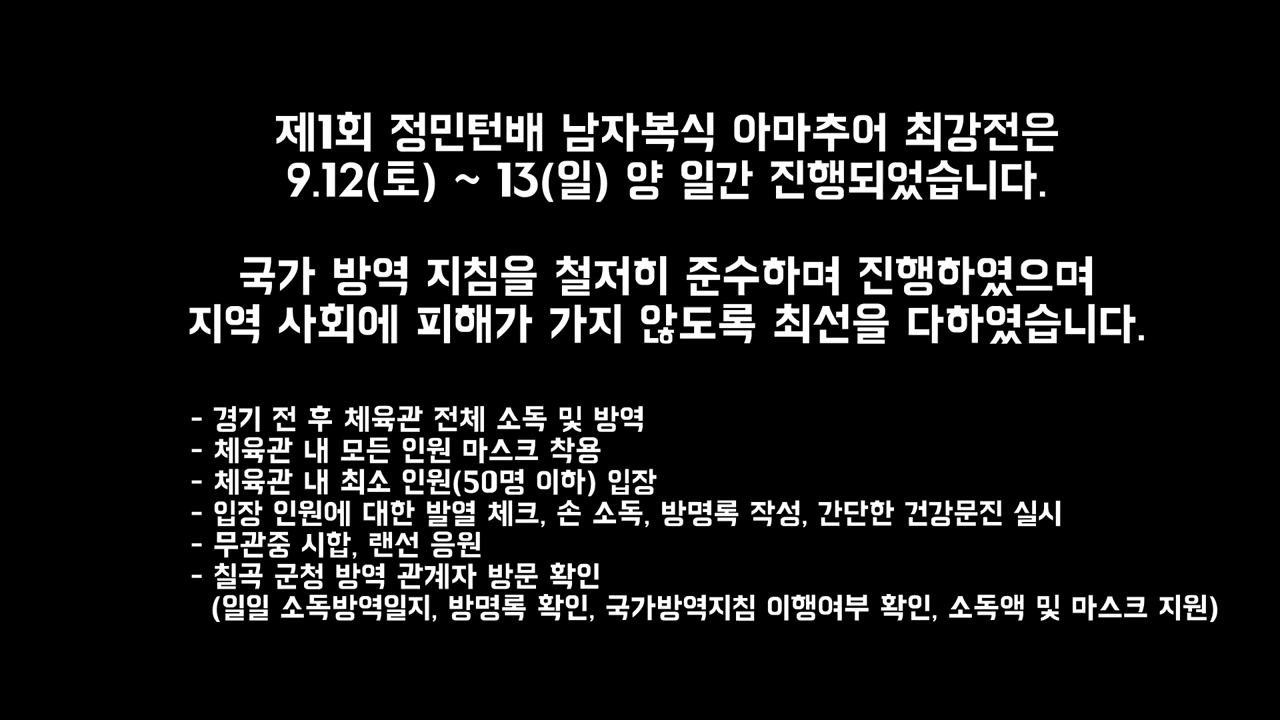 제1회 정민턴배 남자복식 아마추어 최강전은
9.12(토) ~ 13(일) 양 일간 진행되었습니다.
국가 방역 지침을 철저히 준수하며 진행하였으며
지역 사회에 피해가 가지 않도록 최선을 다하였습니다.
- 경기 전 후 체육관 전체 소독 및 방역
- 체육관 내 모든 인원 마스크 착용
- 체육관 내 최소 인원(50명 이하) 입장
- 입장 인원에 대한 발열 체크, 손 소독, 방명록 작성, 간단한 건강문진 실시
- 무관중 시합, 랜선 응원
- 칠곡 군청 방역 관계자 방문 확인
(일일 소독방역일지, 방명록 확인, 국가방역지침 이행여부 확인, 소독액 및 마스크 지원)